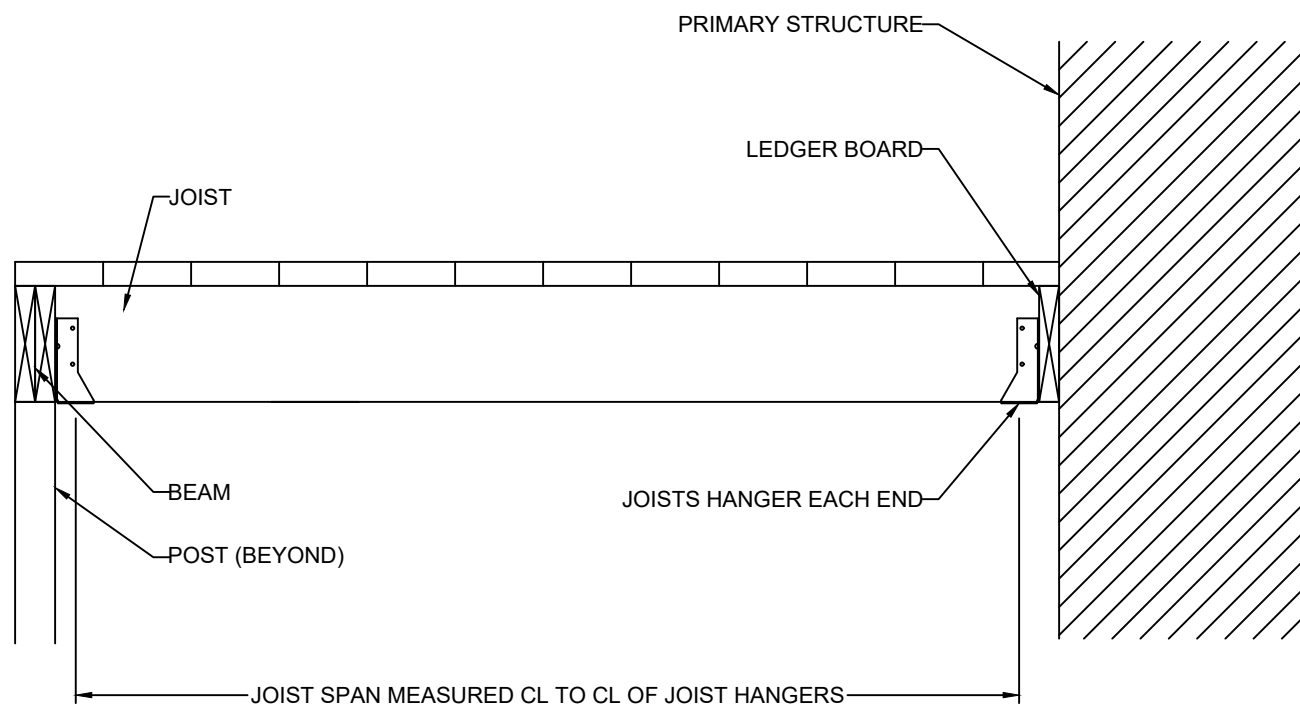 PRIMARY STRUCTURE
LEDGER BOARD
JOIST
BEAM
JOISTS HANGER EACH END
POST (BEYOND)
JOIST SPAN MEASURED CL TO CL OF JOIST HANGERS